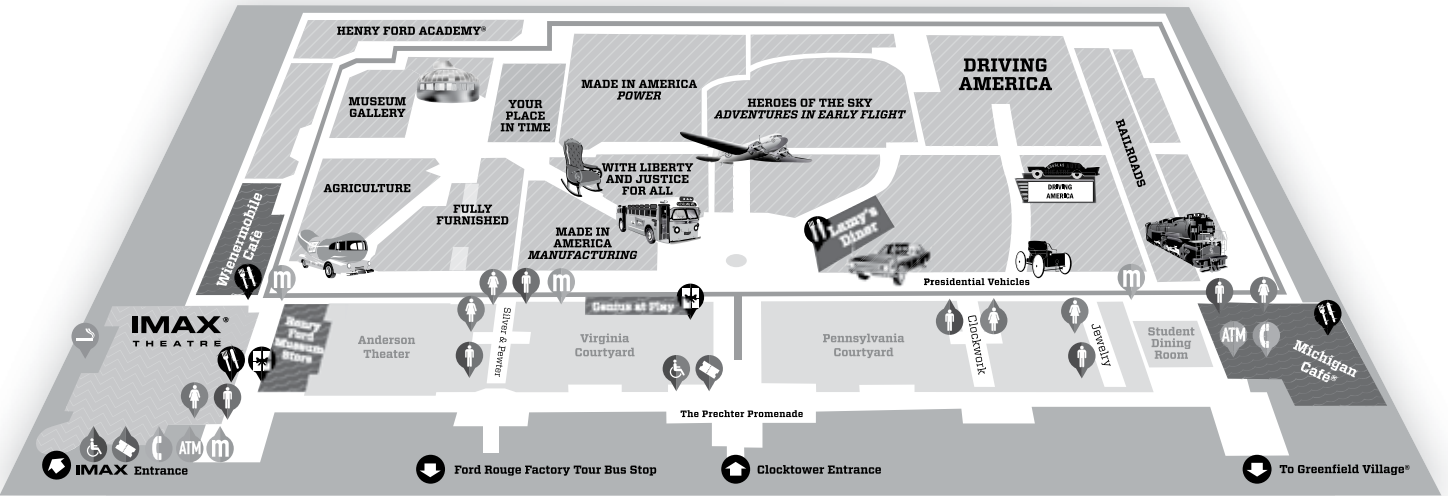 HENRY FORD ACADEMY®
DRIVING
AMERICA
MADE IN AMERICA
POWER
MUSEUM
GALLERY
YOUR
PLACE
IN TIME
HEROES OF THE SKY
ADVENTURES IN EARLY FLIGHT
RAILROADS
WITH LIBERTY
AND JUSTICE
FOR ALL
AGRICULTURE
DRIVING
AMERICA
FULLY
FURNISHED
Wienermobile
Café
MADE IN
AMERICA
MANUFACTURING
Lamy's
Diner
Presidential Vehicles
m
m
m
Genius at Play
IMAX®
THEATRE
Henry
Ford
Museum
Store
Anderson
Theater
Silver & Pewter
Virginia
Courtyard
Pennsylvania
Courtyard
Clockwork
Jewelry
Student
Dining
Room
ATM
Michigan
Café®
The Prechter Promenade
ATM
m
IMAX Entrance
Ford Rouge Factory Tour Bus Stop
Clocktower Entrance
To Greenfield Village®